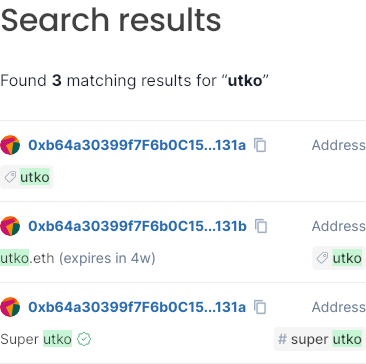 Search results
Found 3 matching results for “utko”
0xb64a30399f7F6b0C15...131a Address
utko
0xb64a30399f7F6b0C15...131b Address
utko.eth (expires in 4w) utko
0xb64a30399f7F6b0C15...131a Address
Super utko # super utko